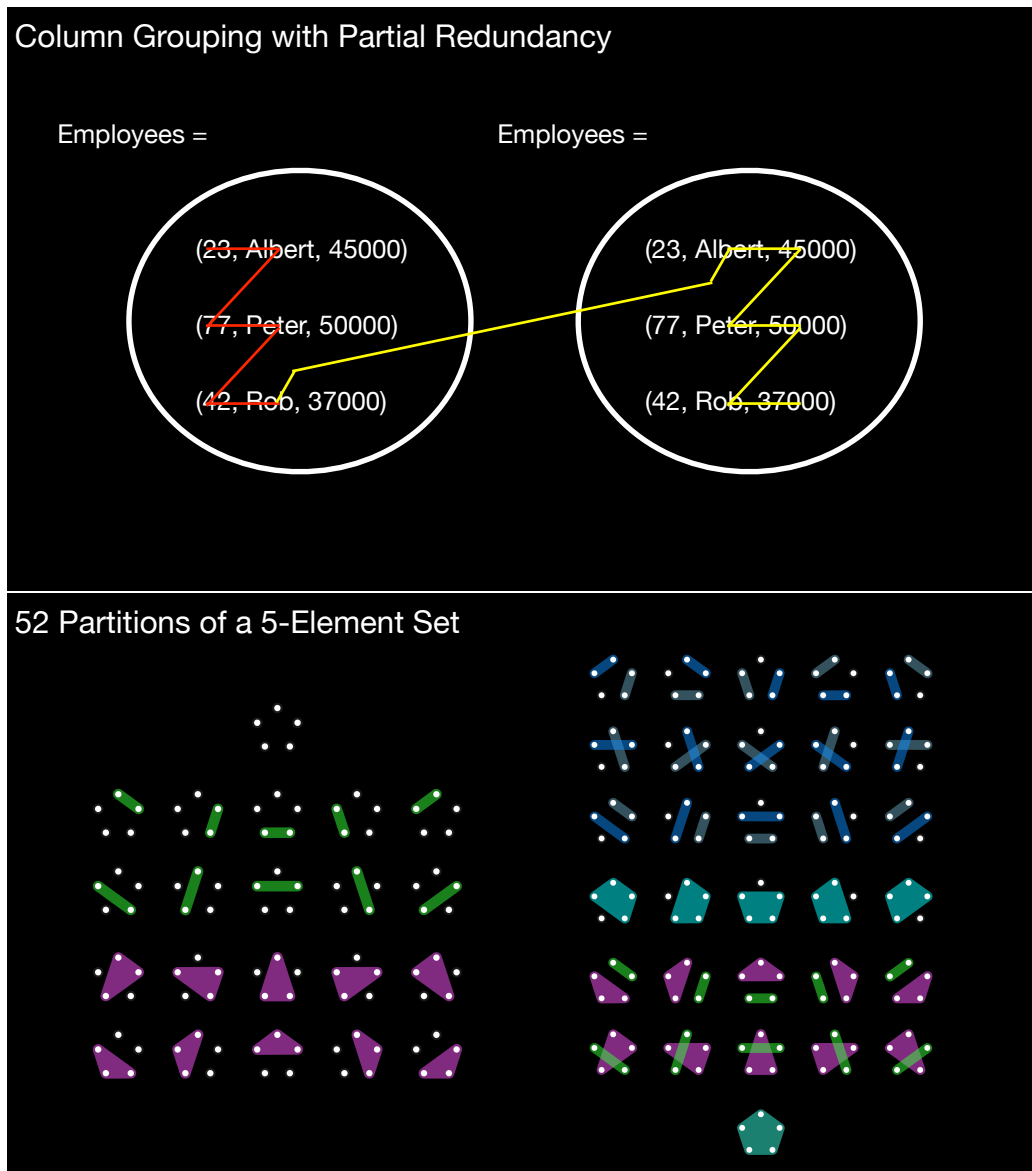 Column Grouping with Partial Redundancy
Employees =
(23, Albert, 45000)
(77, Peter, 50000)
(42, Rob, 37000)
Employees =
(23, Albert, 45000)
(77, Peter, 50000)
(42, Rob, 37000)
52 Partitions of a 5-Element Set